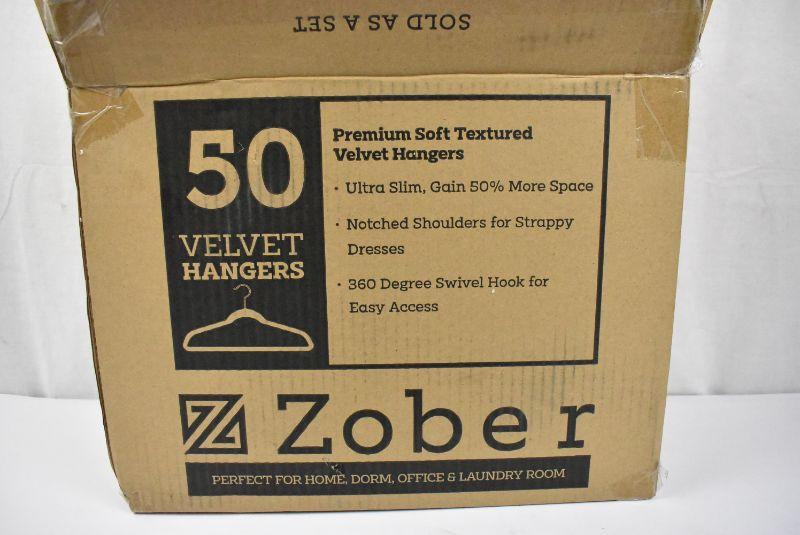 SOLD AS A SET
50
VELVET
HANGERS
Premium Soft Textured
Velvet Hangers
· Ultra Slim, Gain 50% More Space
· Notched Shoulders for Strappy
Dresses
· 360 Degree Swivel Hook for
Easy Access
Zober
PERFECT FOR HOME, DORM, OFFICE & LAUNDRY ROOM